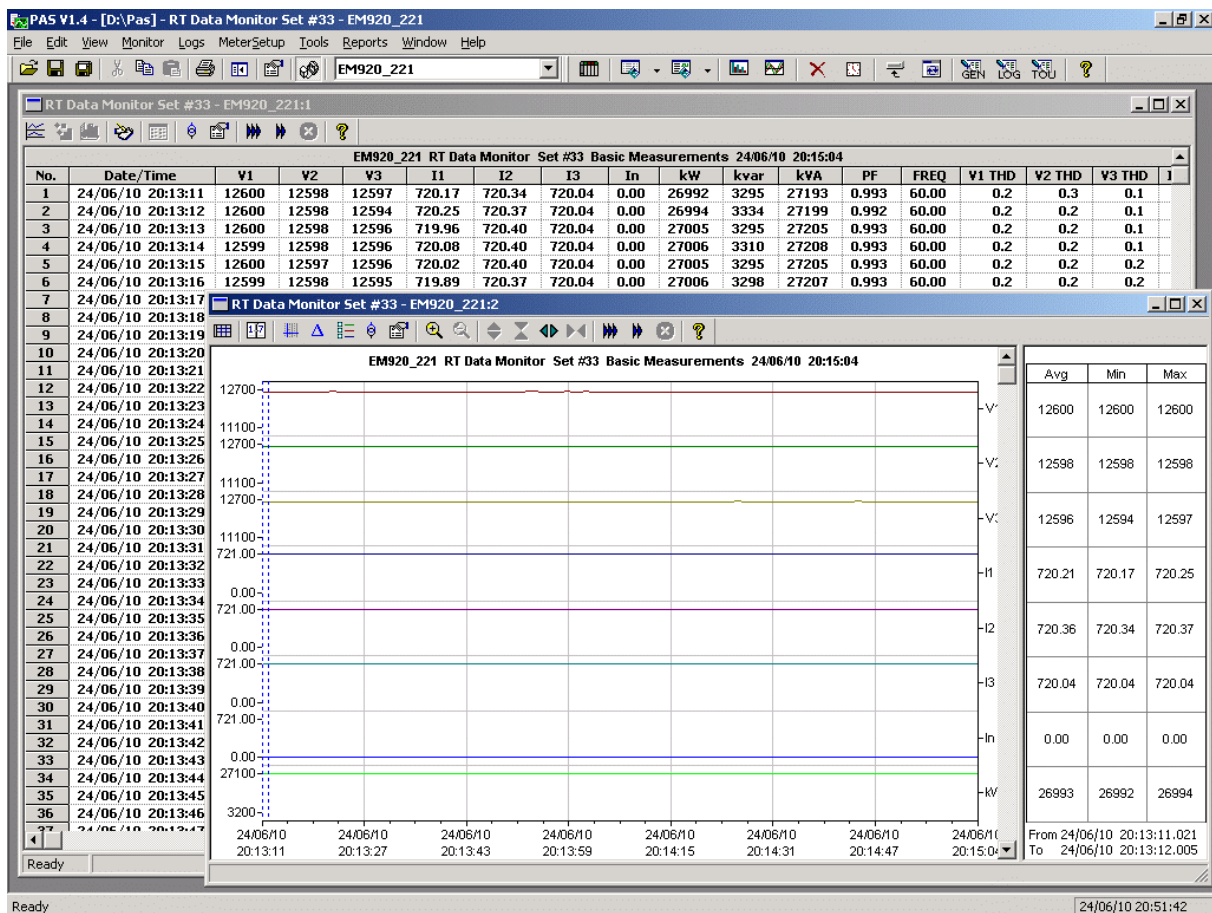 PAS V1.4 - [D:\Pas] - RT Data Monitor Set #33 - EM920_221
File Edit View Monitor Logs MeterSetup Tools Reports Window Help
EM920_221
GEN LOG TOU
RT Data Monitor Set #33 - EM920_221:1
EM920_221 RT Data Monitor Set #33 Basic Measurements 24/06/10 20:15:04
No. Date/Time V1 V2 V3 I1 I2 I3 In kW kvar kVA PF FREQ V1 THD V2 THD V3 THD
1 24/06/10 20:13:11 12600 12598 12597 720.17 720.34 720.04 0.00 26992 3295 27193 0.993 60.00 0.2 0.3 0.1
2 24/06/10 20:13:12 12600 12598 12594 720.25 720.37 720.04 0.00 26994 3334 27199 0.992 60.00 0.2 0.2 0.1
3 24/06/10 20:13:13 12600 12598 12596 719.96 720.40 720.04 0.00 27005 3295 27205 0.993 60.00 0.2 0.2 0.1
4 24/06/10 20:13:14 12599 12598 12596 720.08 720.40 720.04 0.00 27006 3310 27208 0.993 60.00 0.2 0.2 0.1
5 24/06/10 20:13:15 12600 12597 12596 720.02 720.40 720.04 0.00 27005 3295 27205 0.993 60.00 0.2 0.2 0.2
6 24/06/10 20:13:16 12599 12598 12595 719.89 720.37 720.04 0.00 27006 3298 27207 0.993 60.00 0.2 0.2 0.2
7 24/06/10 20:13:17
8 24/06/10 20:13:18
9 24/06/10 20:13:19
10 24/06/10 20:13:20
11 24/06/10 20:13:21
12 24/06/10 20:13:22
13 24/06/10 20:13:23
14 24/06/10 20:13:24
15 24/06/10 20:13:25
16 24/06/10 20:13:26
17 24/06/10 20:13:27
18 24/06/10 20:13:28
19 24/06/10 20:13:29
20 24/06/10 20:13:30
21 24/06/10 20:13:31
22 24/06/10 20:13:32
23 24/06/10 20:13:33
24 24/06/10 20:13:34
25 24/06/10 20:13:35
26 24/06/10 20:13:36
27 24/06/10 20:13:37
28 24/06/10 20:13:38
29 24/06/10 20:13:39
30 24/06/10 20:13:40
31 24/06/10 20:13:41
32 24/06/10 20:13:42
33 24/06/10 20:13:43
34 24/06/10 20:13:44
35 24/06/10 20:13:45
36 24/06/10 20:13:46
37 24/06/10 20:13:47
Ready
RT Data Monitor Set #33 - EM920_221:2
EM920_221 RT Data Monitor Set #33 Basic Measurements 24/06/10 20:15:04
Avg Min Max
12700
V1 12600 12600 12600
11100
12700
V2 12598 12598 12598
11100
12700
V3 12596 12594 12597
11100
721.00
I1 720.21 720.17 720.25
0.00
721.00
I2 720.36 720.34 720.37
0.00
721.00
I3 720.04 720.04 720.04
0.00
721.00
In 0.00 0.00 0.00
0.00
27100
kW 26993 26992 26994
3200
24/06/10 24/06/10 24/06/10 24/06/10 24/06/10 24/06/10 24/06/10 24/06/10
20:13:11 20:13:27 20:13:43 20:13:59 20:14:15 20:14:31 20:14:47 20:15:04
From 24/06/10 20:13:11.021
To 24/06/10 20:13:12.005
Ready
24/06/10 20:51:42